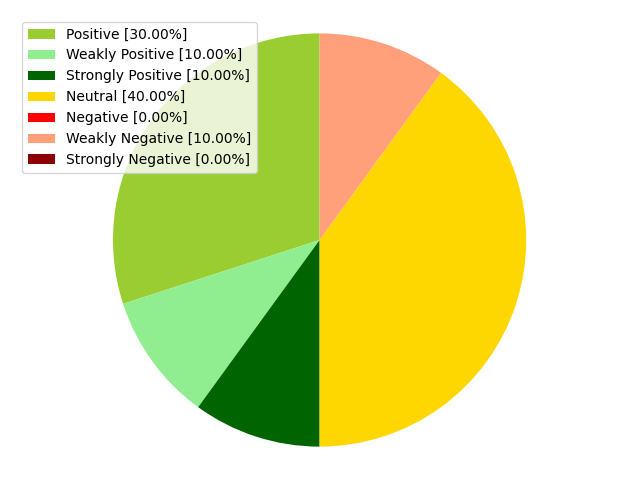 Positive [30.00%]
Weakly Positive [10.00%]
Strongly Positive [10.00%]
Neutral [40.00%]
Negative [0.00%]
Weakly Negative [10.00%]
Strongly Negative [0.00%]